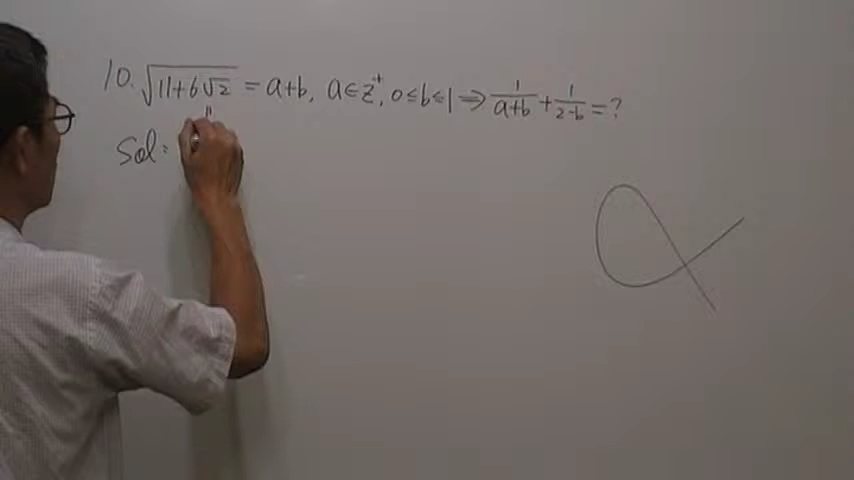 10. √(11+6√2) = a+b, a∈z⁺, 0≤b≤1 ⇒ 1/(a+b) + 1/(2-b) = ?
Sol: